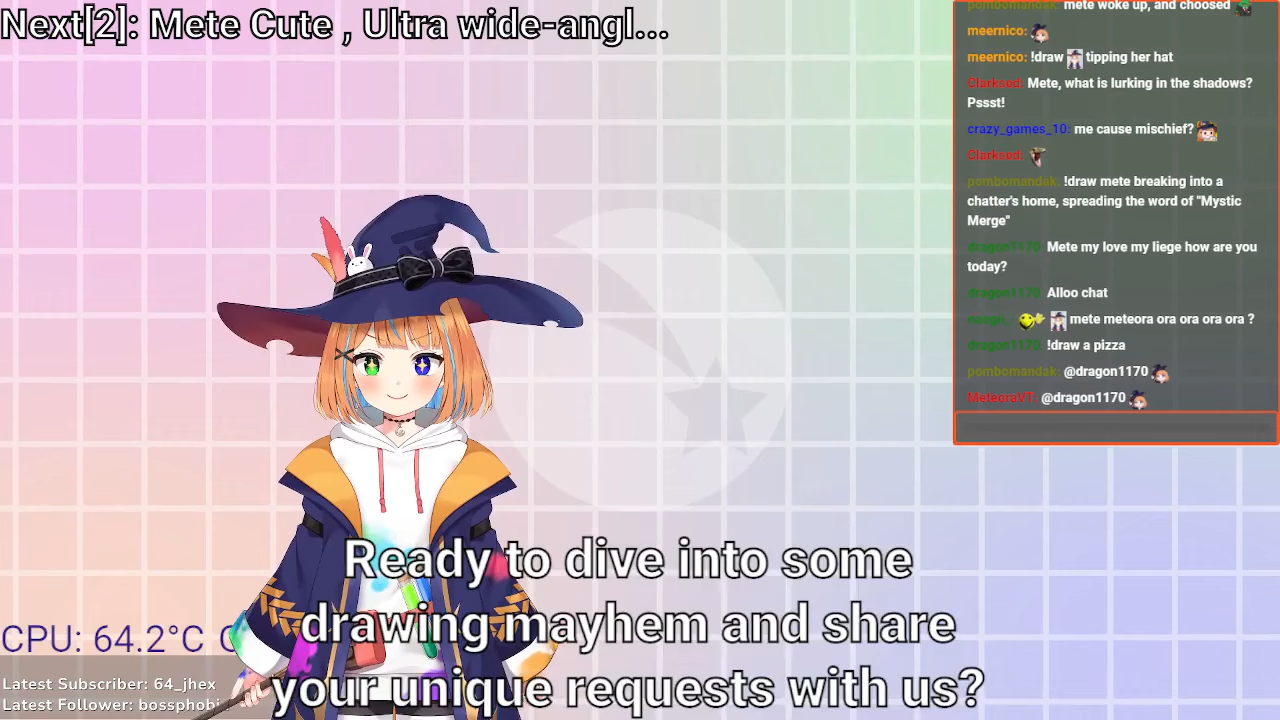 Next[2]: Mete Cute , Ultra wide-angl...
pombomandak: mete woke up, and choosed
meernico:
meernico: !draw tipping her hat
Clarksed: Mete, what is lurking in the shadows?
Pssst!
crazy_games_10: me cause mischief?
Clarksed:
pombomandak: !draw mete breaking into a
chatter's home, spreading the word of "Mystic
Merge"
dragon1170: Mete my love my liege how are you
today?
dragon1170: Alloo chat
mete meteora ora ora ora ora ?
dragon1170: !draw a pizza
pombomandak: @dragon1170
MeteoraVT: @dragon1170
Ready to dive into some
drawing mayhem and share
your unique requests with us?
CPU: 64.2°C
Latest Subscriber: 64_jhex
Latest Follower: bossphobi